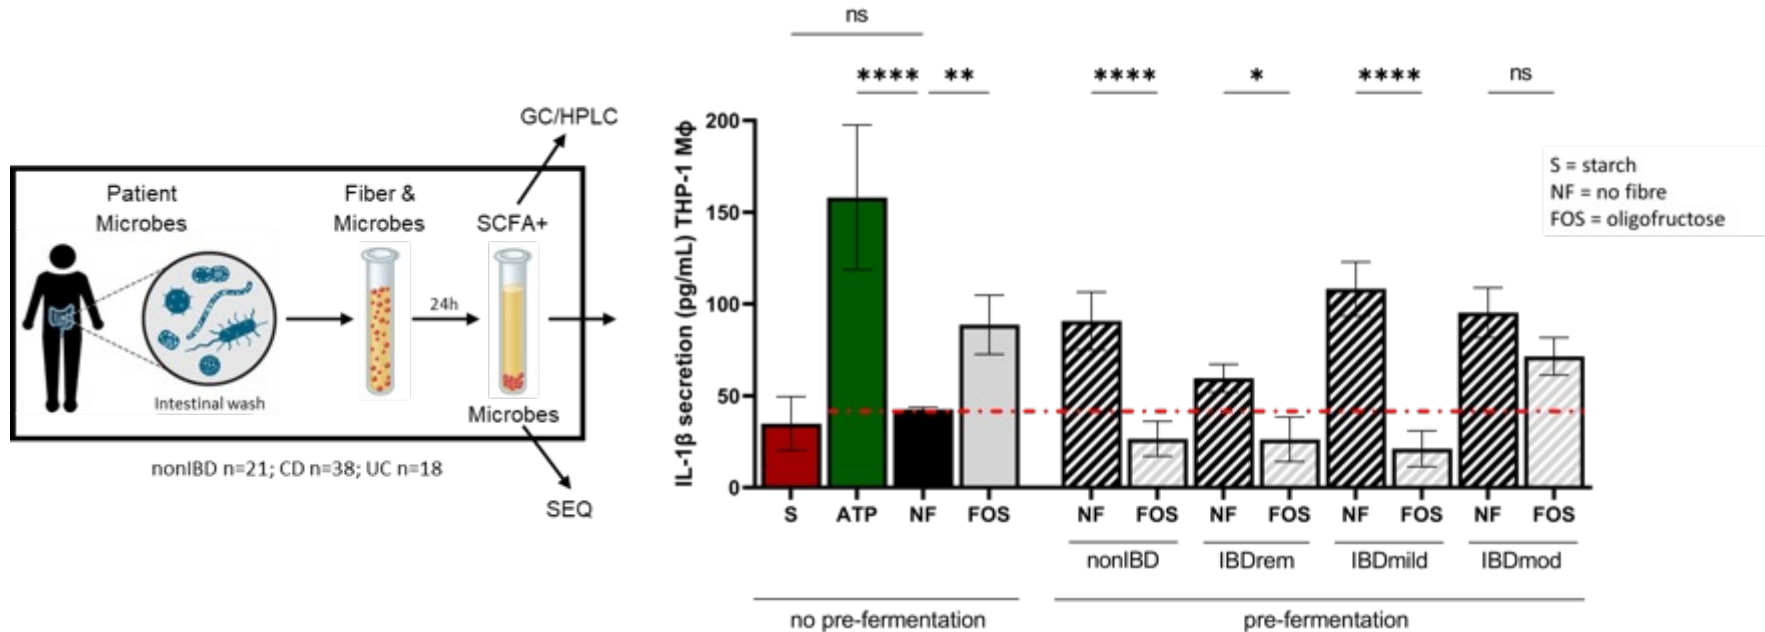 Patient
Microbes
Intestinal wash
Fiber &
Microbes
24h
GC/HPLC
SCFA+
Microbes
SEQ
nonIBD n=21; CD n=38; UC n=18
IL-1β secretion (pg/mL) THP-1 Mϕ
200
150
100
50
0
ns
**** **
**** * **** ns
S ATP NF FOS NF FOS NF FOS NF FOS NF FOS
nonIBD IBDrem IBDmild IBDmod
no pre-fermentation pre-fermentation
S = starch
NF = no fibre
FOS = oligofructose